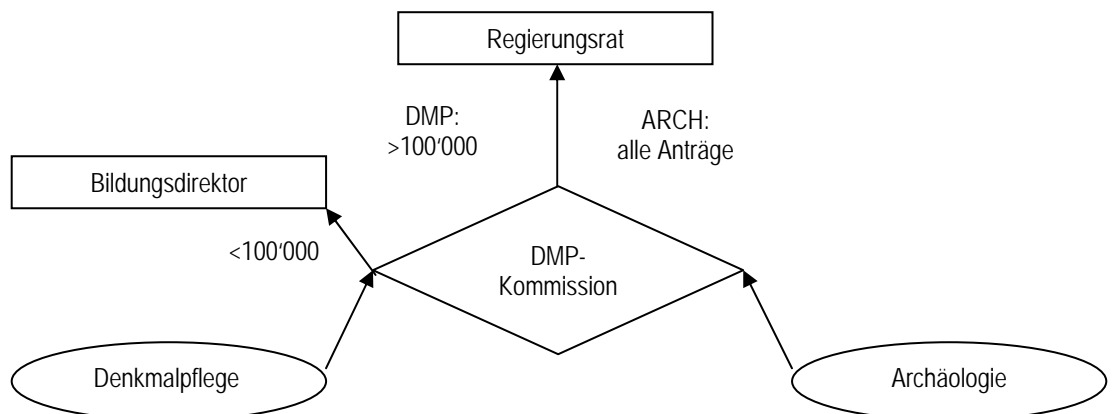 Regierungsrat
DMP:
>100‘000
ARCH:
alle Anträge
Bildungsdirektor
<100‘000
DMP-
Kommission
Denkmalpflege
Archäologie